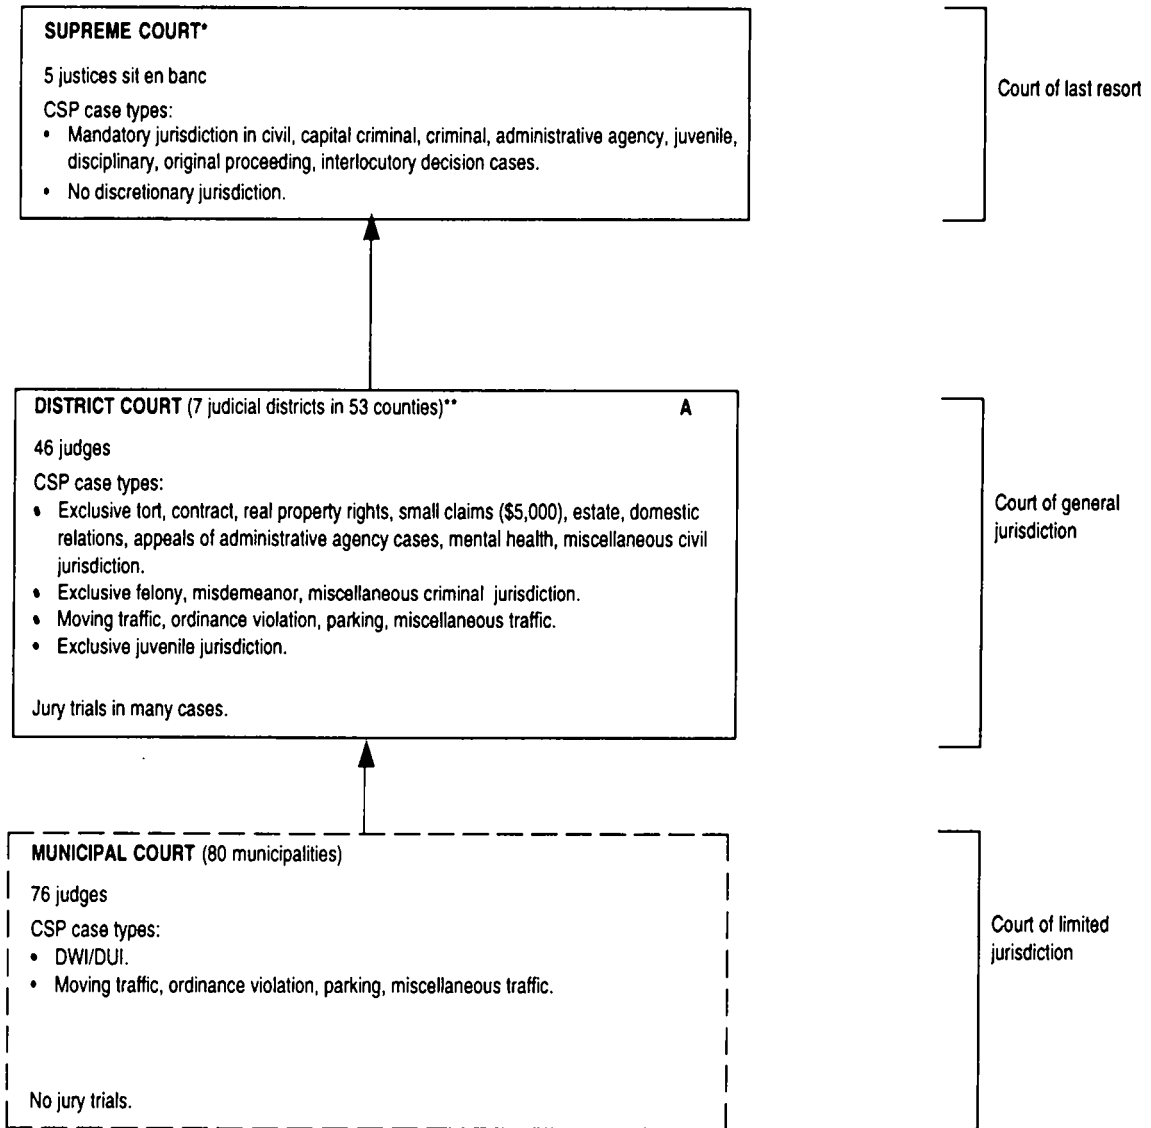 SUPREME COURT*
5 justices sit en banc
CSP case types:
• Mandatory jurisdiction in civil, capital criminal, criminal, administrative agency, juvenile,
disciplinary, original proceeding, interlocutory decision cases.
• No discretionary jurisdiction.
Court of last resort
DISTRICT COURT (7 judicial districts in 53 counties)** A
46 judges
CSP case types:
• Exclusive tort, contract, real property rights, small claims ($5,000), estate, domestic
relations, appeals of administrative agency cases, mental health, miscellaneous civil
jurisdiction.
• Exclusive felony, misdemeanor, miscellaneous criminal jurisdiction.
• Moving traffic, ordinance violation, parking, miscellaneous traffic.
• Exclusive juvenile jurisdiction.
Jury trials in many cases.
Court of general
jurisdiction
MUNICIPAL COURT (80 municipalities)
76 judges
CSP case types:
• DWI/DUI.
• Moving traffic, ordinance violation, parking, miscellaneous traffic.
No jury trials.
Court of limited
jurisdiction